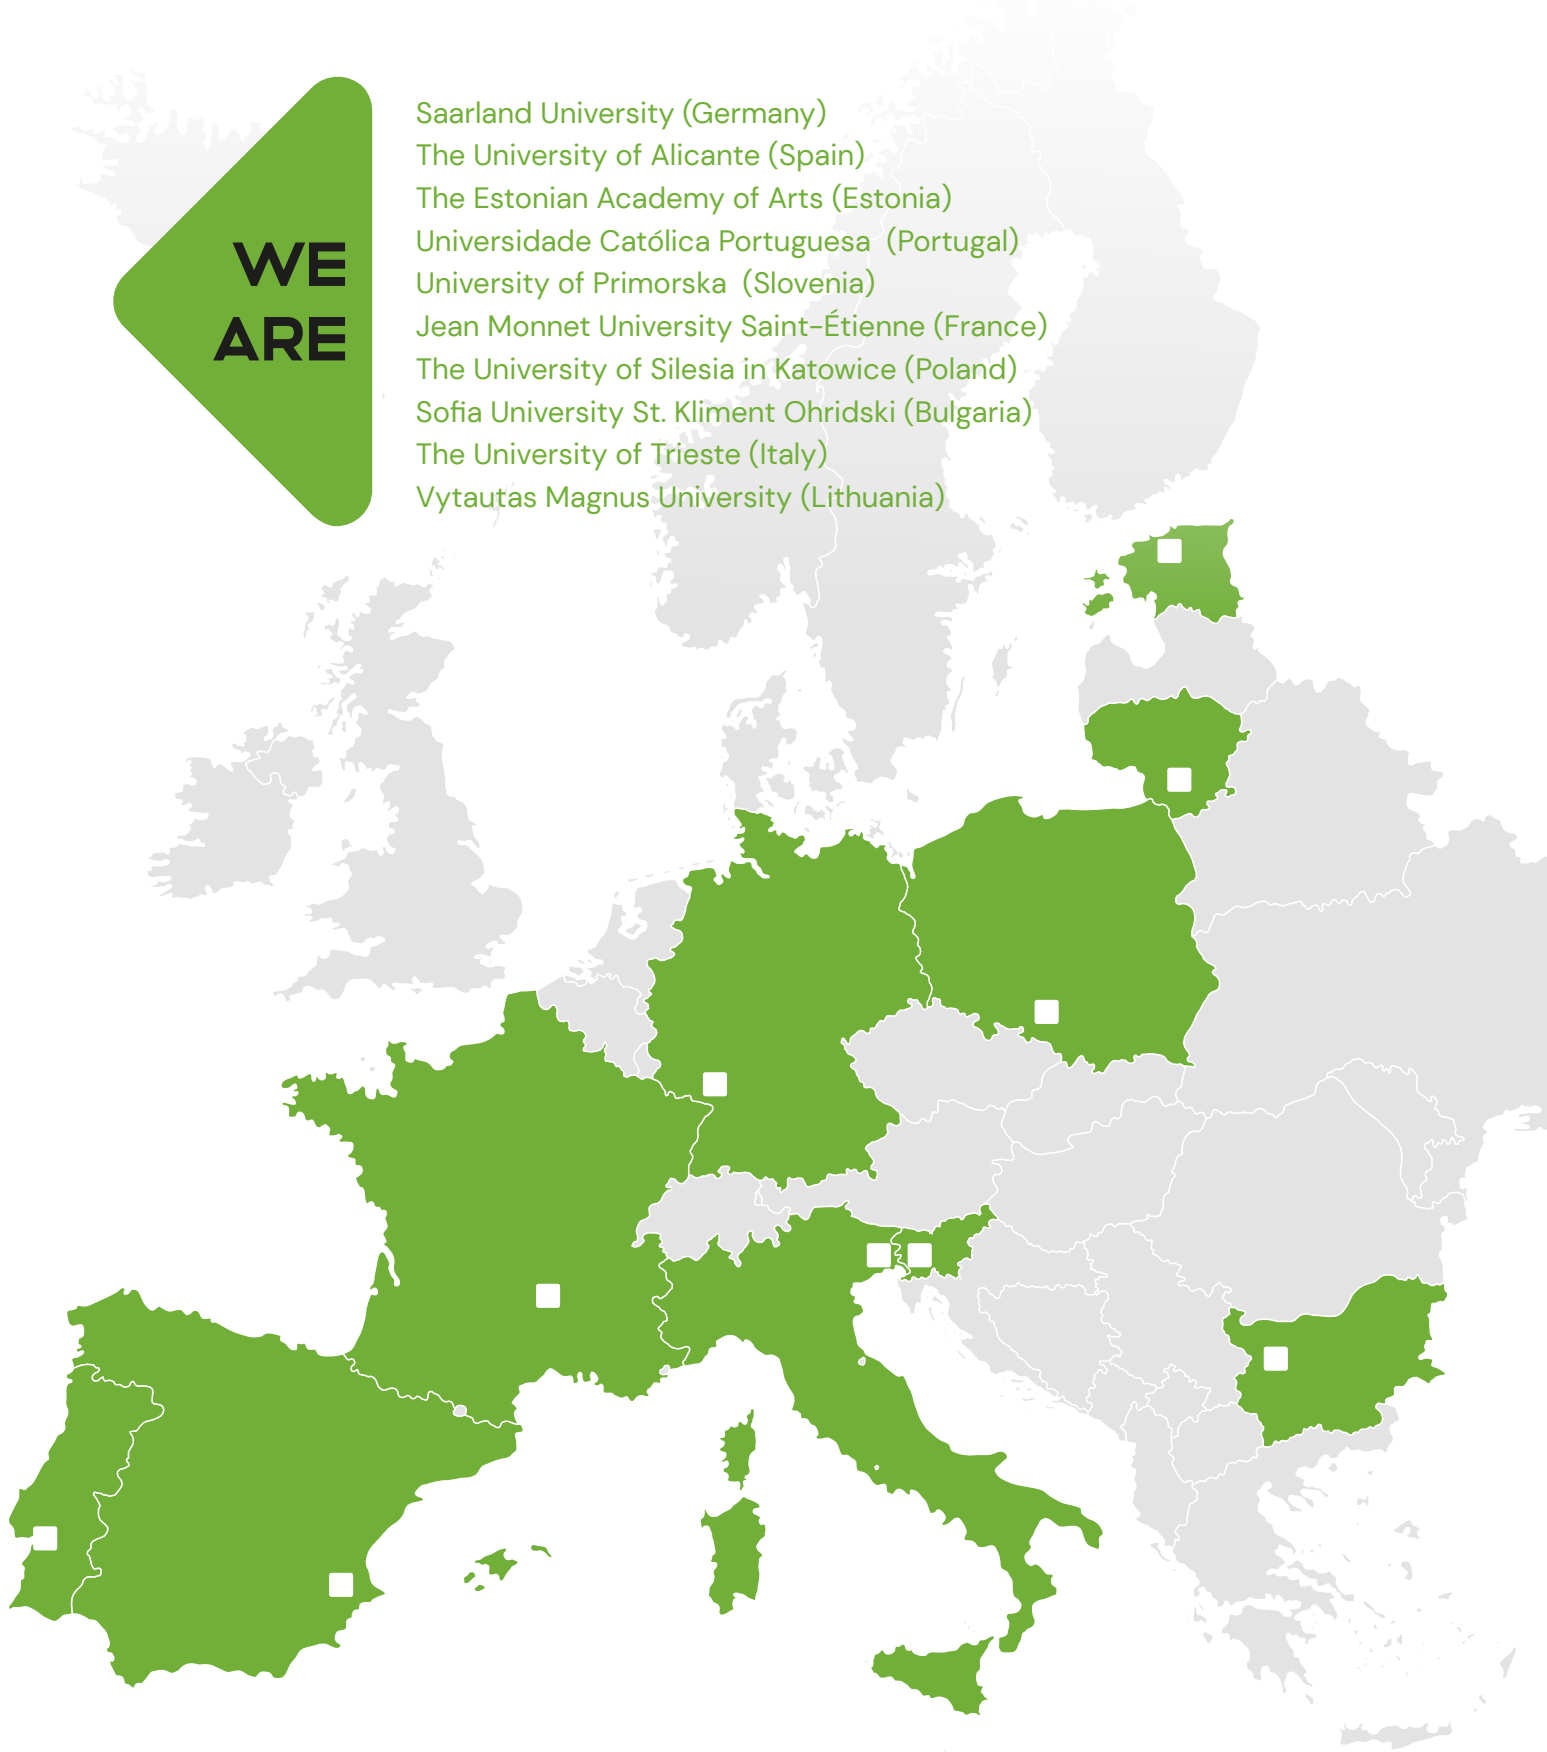 WE
ARE
Saarland University (Germany)
The University of Alicante (Spain)
The Estonian Academy of Arts (Estonia)
Universidade Católica Portuguesa  (Portugal)
University of Primorska  (Slovenia)
Jean Monnet University Saint-Étienne (France)
The University of Silesia in Katowice (Poland)
Sofia University St. Kliment Ohridski (Bulgaria)
The University of Trieste (Italy)
Vytautas Magnus University (Lithuania)